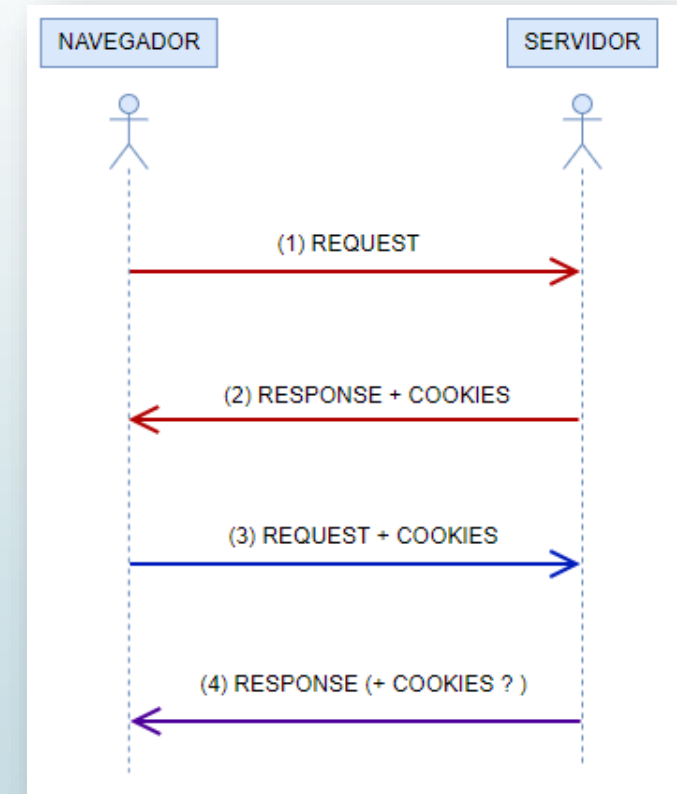 NAVEGADOR
SERVIDOR
(1) REQUEST
(2) RESPONSE + COOKIES
(3) REQUEST + COOKIES
(4) RESPONSE (+ COOKIES ? )